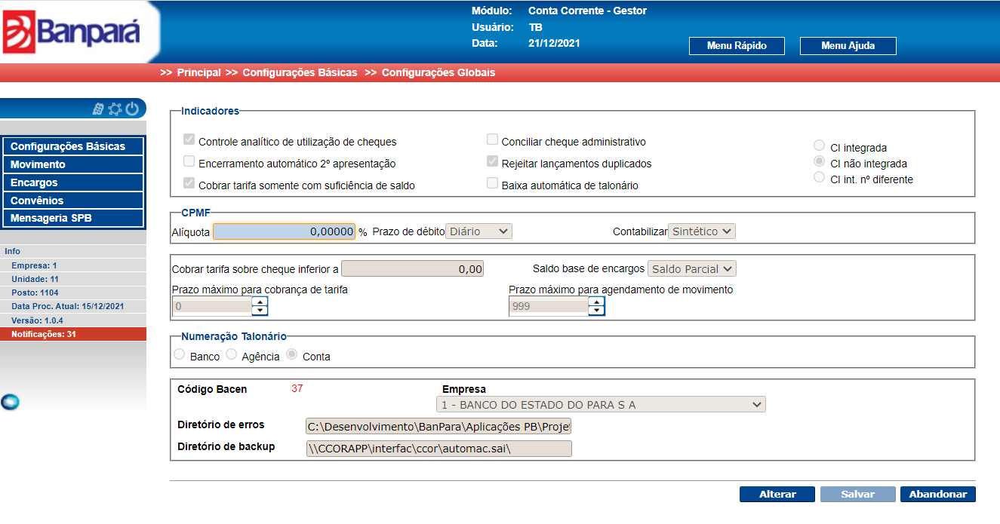 Banpará
Módulo: Conta Corrente - Gestor
Usuário: TB
Data: 21/12/2021
Menu Rápido Menu Ajuda
>> Principal >> Configurações Básicas >> Configurações Globais
Configurações Básicas
Movimento
Encargos
Convênios
Mensageria SPB
Info
Empresa: 1
Unidade: 11
Posto: 1104
Data Proc. Atual: 15/12/2021
Versão: 1.0.4
Notificações: 31
Indicadores
Controle analítico de utilização de cheques Conciliar cheque administrativo CI integrada
Encerramento automático 2º apresentação Rejeitar lançamentos duplicados CI não integrada
Cobrar tarifa somente com suficiência de saldo Baixa automática de talonário CI int. nº diferente
CPMF
Alíquota 0,00000 % Prazo de débito Diário Contabilizar Sintético
Cobrar tarifa sobre cheque inferior a 0,00 Saldo base de encargos Saldo Parcial
Prazo máximo para cobrança de tarifa Prazo máximo para agendamento de movimento
0 999
Numeração Talonário
Banco Agência Conta
Código Bacen 37 Empresa
1 - BANCO DO ESTADO DO PARA S A
Diretório de erros C:\Desenvolvimento\BanPara\Aplicações PB\Proje
Diretório de backup \\CCORAPP\interfac\ccor\automac.sai\
Alterar Salvar Abandonar